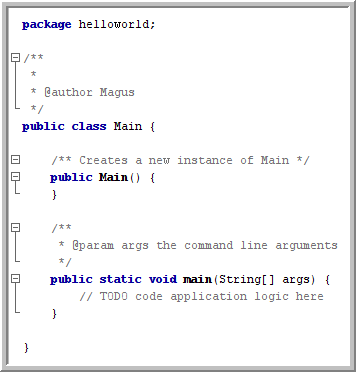 package helloworld;
/**
 *
 * @author Magus
 */
public class Main {
    /** Creates a new instance of Main */
    public Main() {
    }
    /**
     * @param args the command line arguments
     */
    public static void main(String[] args) {
        // TODO code application logic here
    }
}